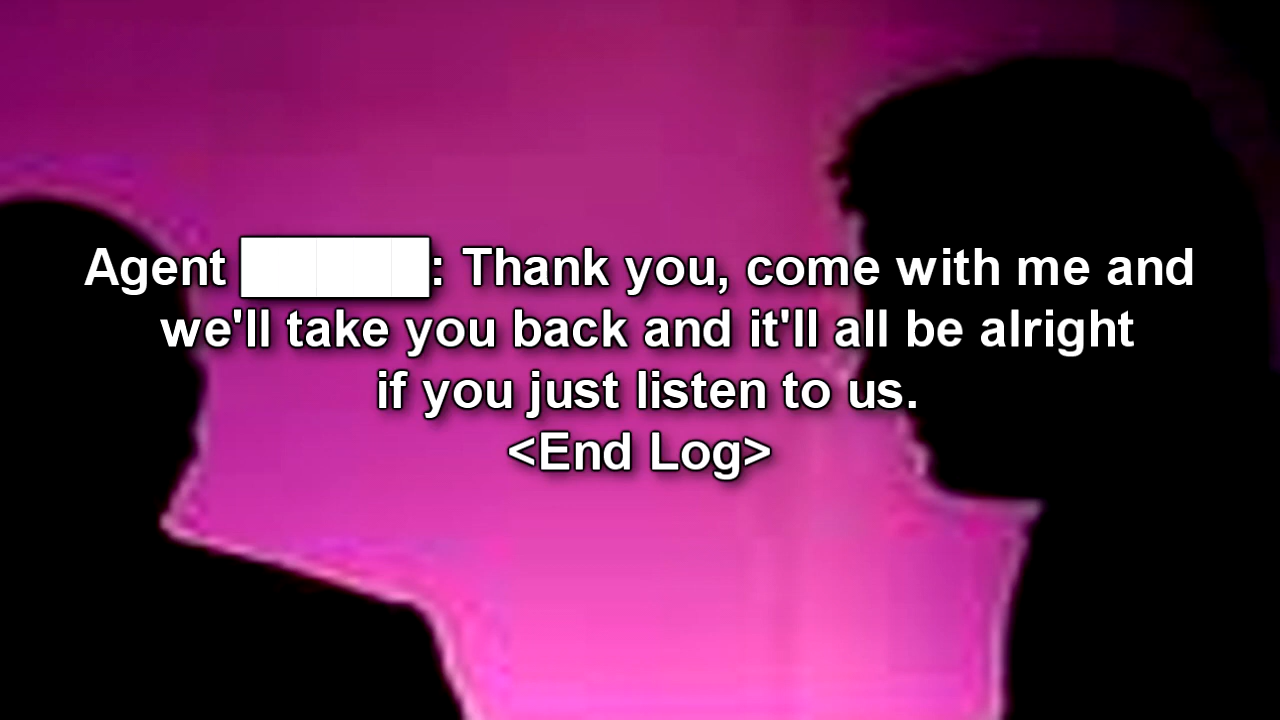 Agent █████: Thank you, come with me and
we'll take you back and it'll all be alright
if you just listen to us.
<End Log>